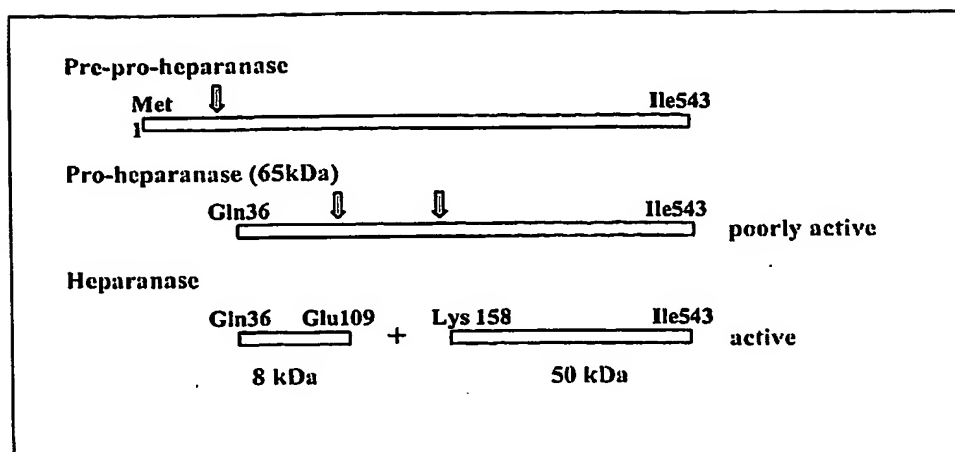 Pre-pro-heparanase
Met Ile543
1
Pro-heparanase (65kDa)
Gln36 Ile543
poorly active
Heparanase
Gln36 Glu109 + Lys 158 Ile543 active
8 kDa 50 kDa